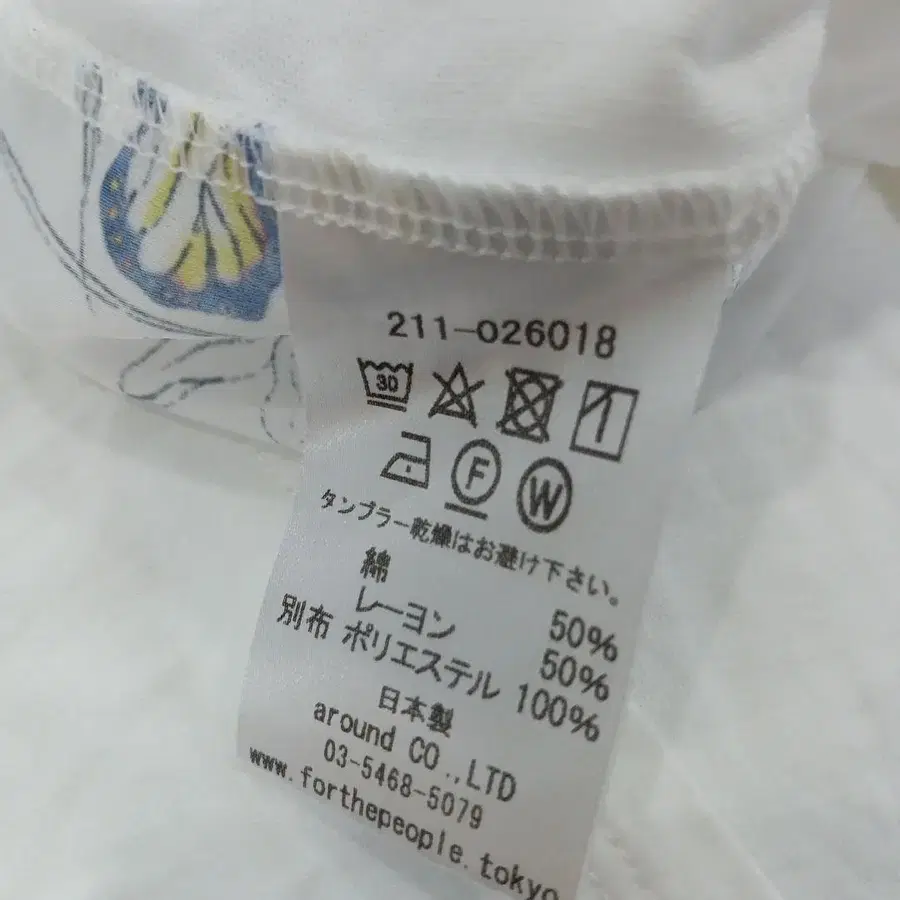 211-026018
30
F W
タンブラー乾燥はお避け下さい。
綿 50%
レーヨン 50%
別布 ポリエステル 100%
日本製
around CO.,LTD
03-5468-5079
www.forthepeople.tokyo